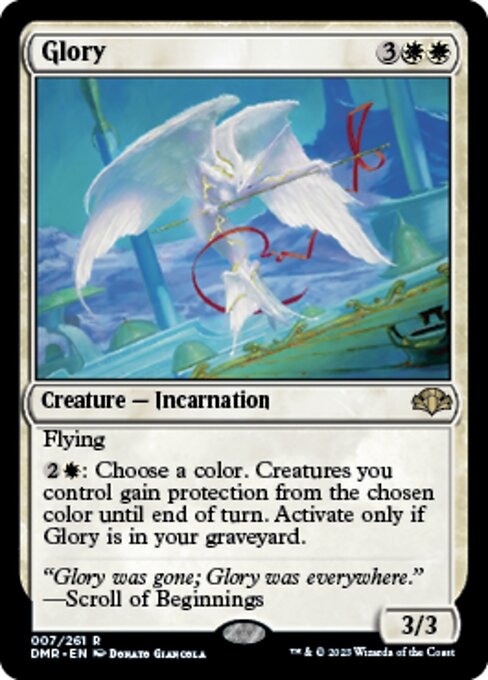 Glory 3
Creature — Incarnation
Flying
2: Choose a color. Creatures you
control gain protection from the chosen
color until end of turn. Activate only if
Glory is in your graveyard.
“Glory was gone; Glory was everywhere.”
—Scroll of Beginnings
3/3
007/261 R
DMR • EN Donato Giancola
™ & © 2023 Wizards of the Coast